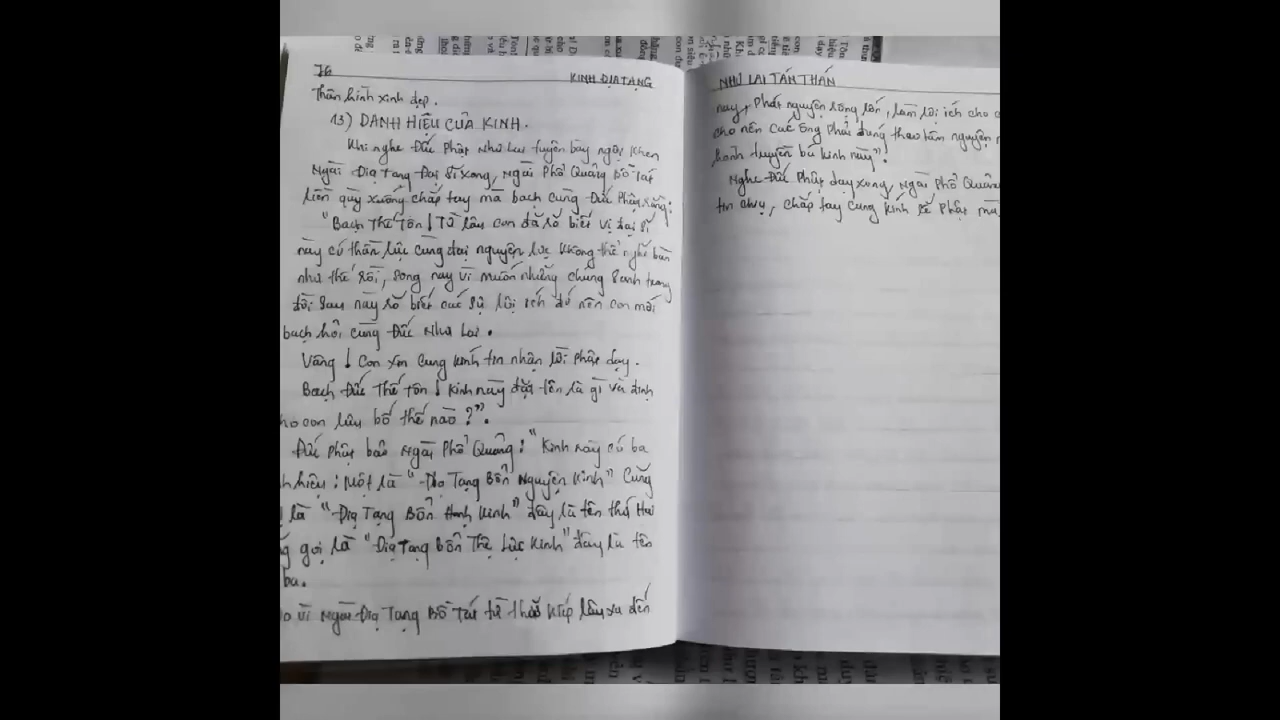 76 KINH ĐỊA TẠNG
Thân hình xinh đẹp.
13) DANH HIỆU CỦA KINH.
Khi nghe Đức Phật Như Lai tuyên bày ngợi khen
Ngài Địa Tạng Đại Sĩ xong, Ngài Phổ Quảng Bồ Tát
liền quỳ xuống chắp tay mà bạch cùng Đức Phật rằng:
"Bạch Thế Tôn! Từ lâu con đã rõ biết vị đại sĩ
này có thần lực cùng đại nguyện lực không thể nghĩ bàn
như thế rồi, song nay vì muốn những chúng sanh trong
đời sau này rõ biết các sự lợi ích đó nên con mới
bạch hỏi cùng Đức Như Lai.
Vâng! Con xin cung kính tin nhận lời Phật dạy.
Bạch Đức Thế Tôn! Kinh này đặt tên là gì và định
cho con lưu bố thế nào?".
Đức Phật bảo Ngài Phổ Quảng: "Kinh này có ba
h hiệu: Một là "Địa Tạng Bổn Nguyện Kinh" Cũng
là "Địa Tạng Bổn Hạnh Kinh" đây là tên thứ Hai
g gọi là "Địa Tạng Bổn Thệ Lực Kinh" đây là tên
ba.
o vì Ngài Địa Tạng Bồ Tát từ thuở kiếp lâu xa đến
NHƯ LAI TÁN THÁN
nay, Phát nguyện rộng lớn, làm lợi ích cho
cho nên các ông phải đúng theo tâm nguyện
hành truyền bá kinh này".
Nghe Đức Phật dạy xong, Ngài Phổ Quảng
tín thọ, chắp tay cung kính lễ Phật mà